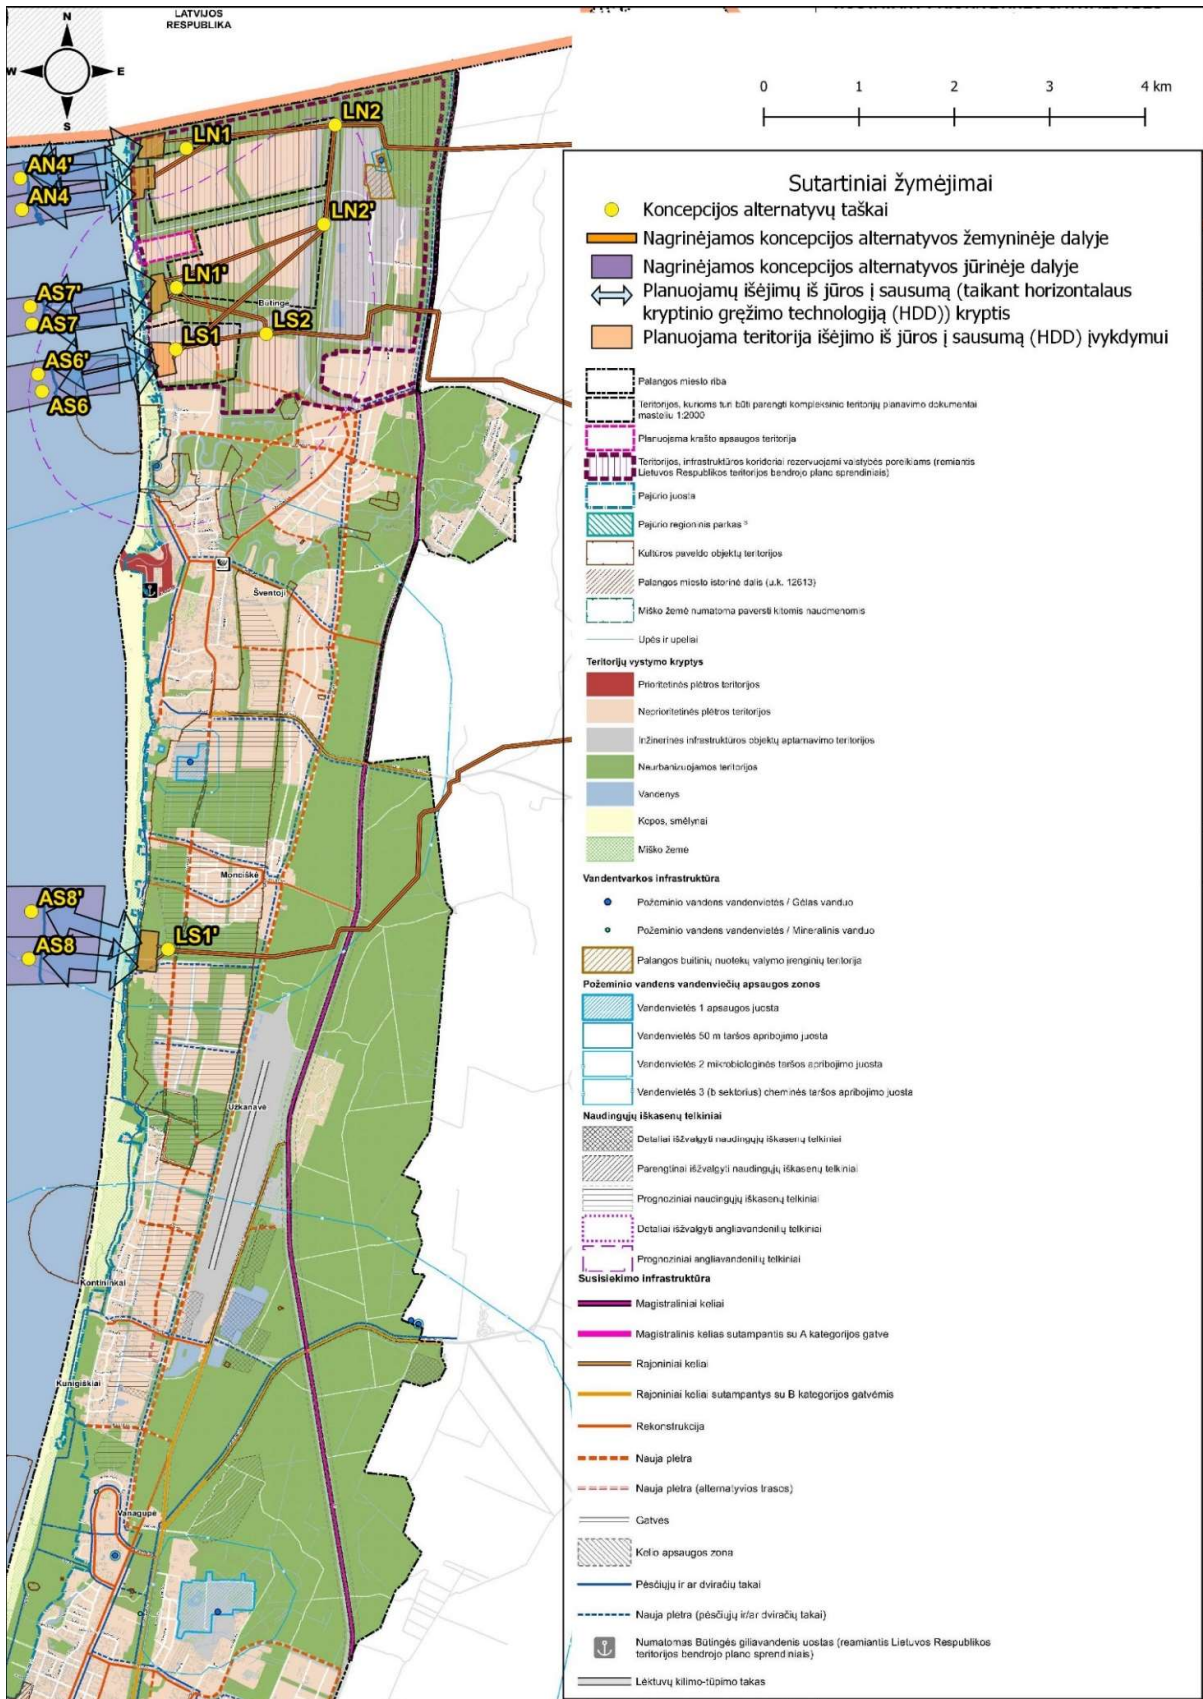 LATVIJOS
RESPUBLIKA
N
W
E
S
0 1 2 3 4 km
LN2
LN1
AN4'
AN4
LN2'
LN1'
AS7'
AS7
Būtingė
LS2
LS1
AS6'
AS6
Šventoji
Monciškė
AS8'
AS8
LS1'
Užkanavė
Kontininkai
Kunigiškiai
Vanagupė
Sutartiniai žymėjimai
Koncepcijos alternatyvų taškai
Nagrinėjamos koncepcijos alternatyvos žemyninėje dalyje
Nagrinėjamos koncepcijos alternatyvos jūrinėje dalyje
Planuojamų išėjimų iš jūros į sausumą (taikant horizontalaus
kryptinio gręžimo technologiją (HDD)) kryptis
Planuojama teritorija išėjimo iš jūros į sausumą (HDD) įvykdymui
Palangos miesto riba
Teritorijos, kurioms turi būti parengti kompleksinio teritorijų planavimo dokumentai
masteliu 1:2000
Planuojama krašto apsaugos teritorija
Teritorijos, infrastruktūros koridoriai rezervuojami valstybės poreikiams (remiantis
Lietuvos Respublikos teritorijos bendrojo plano sprendiniais)
Pajūrio juosta
Pajūrio regioninis parkas
Kultūros paveldo objektų teritorijos
Palangos miesto istorinė dalis (u.k. 12613)
Miško žemė numatoma paversti kitomis naudmenomis
Upės ir upeliai
Teritorijų vystymo kryptys
Prioritetinės plėtros teritorijos
Neprioritetinės plėtros teritorijos
Inžinerinės infrastruktūros objektų aptarnavimo teritorijos
Neurbanizuojamos teritorijos
Vandenys
Kopos, smėlynai
Miško žemė
Vandentvarkos infrastruktūra
Požeminio vandens vandenvietės / Gėlas vanduo
Požeminio vandens vandenvietės / Mineralinis vanduo
Palangos buitinių nuotekų valymo įrenginių teritorija
Požeminio vandens vandenviečių apsaugos zonos
Vandenvietės 1 apsaugos juosta
Vandenvietės 50 m taršos apribojimo juosta
Vandenvietės 2 mikrobiologinės taršos apribojimo juosta
Vandenvietės 3 (b sektorius) cheminės taršos apribojimo juosta
Naudingųjų iškasenų telkiniai
Detaliai išžvalgyti naudingųjų iškasenų telkiniai
Parengtinai išžvalgyti naudingųjų iškasenų telkiniai
Prognoziniai naudingųjų iškasenų telkiniai
Detaliai išžvalgyti angliavandenilių telkiniai
Prognoziniai angliavandenilių telkiniai
Susisiekimo infrastruktūra
Magistraliniai keliai
Magistralinis kelias sutampantis su A kategorijos gatve
Rajoniniai keliai
Rajoniniai keliai sutampantys su B kategorijos gatvėmis
Rekonstrukcija
Nauja plėtra
Nauja plėtra (alternatyvios trasos)
Gatvės
Kelio apsaugos zona
Pėsčiųjų ir ar dviračių takai
Nauja plėtra (pėsčiųjų ir/ar dviračių takai)
Numatomas Būtingės giliavandenis uostas (reamiantis Lietuvos Respublikos
teritorijos bendrojo plano sprendiniais)
Lėktuvų kilimo-tūpimo takas